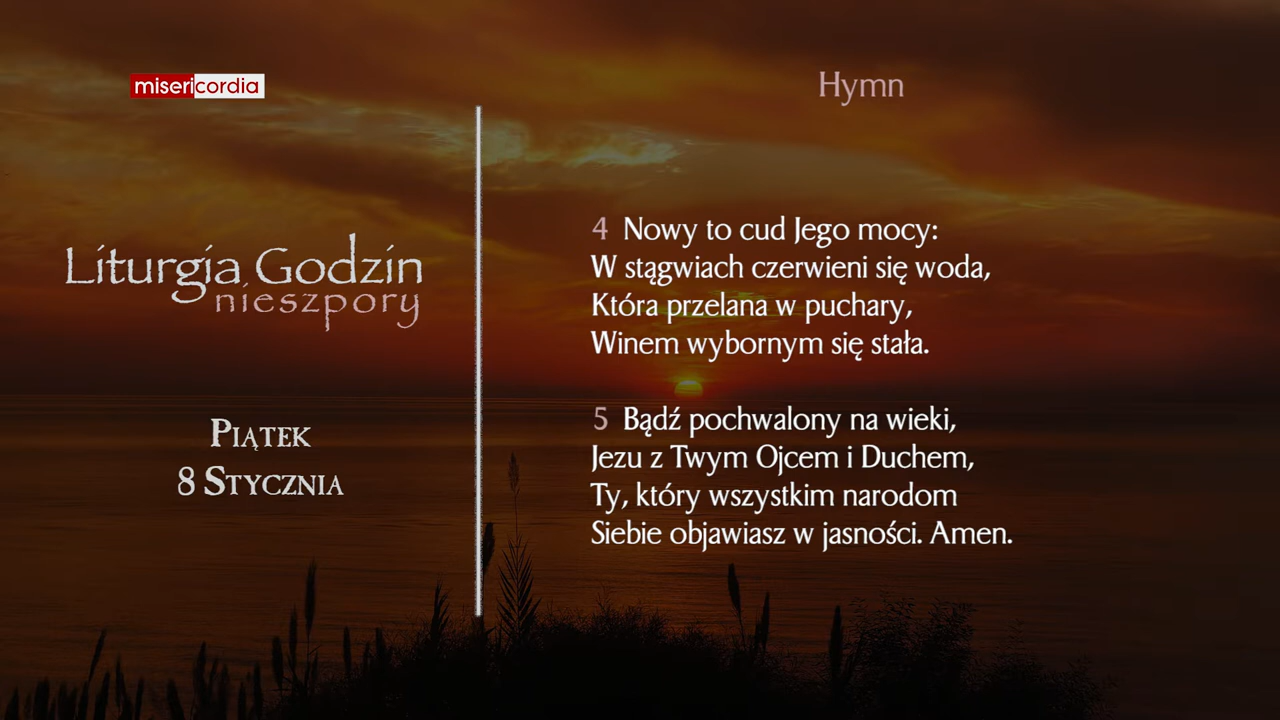 misericordia
Liturgia Godzin
nieszpory
Piątek
8 Stycznia
Hymn
4 Nowy to cud Jego mocy:
W stągwiach czerwieni się woda,
Która przelana w puchary,
Winem wybornym się stała.
5 Bądź pochwalony na wieki,
Jezu z Twym Ojcem i Duchem,
Ty, który wszystkim narodom
Siebie objawiasz w jasności. Amen.